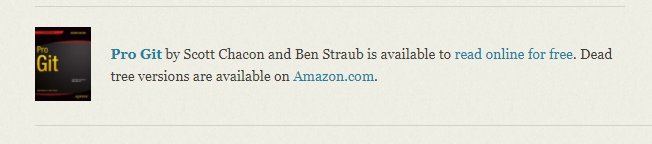 Pro
Git
Pro Git by Scott Chacon and Ben Straub is available to read online for free. Dead
tree versions are available on Amazon.com.